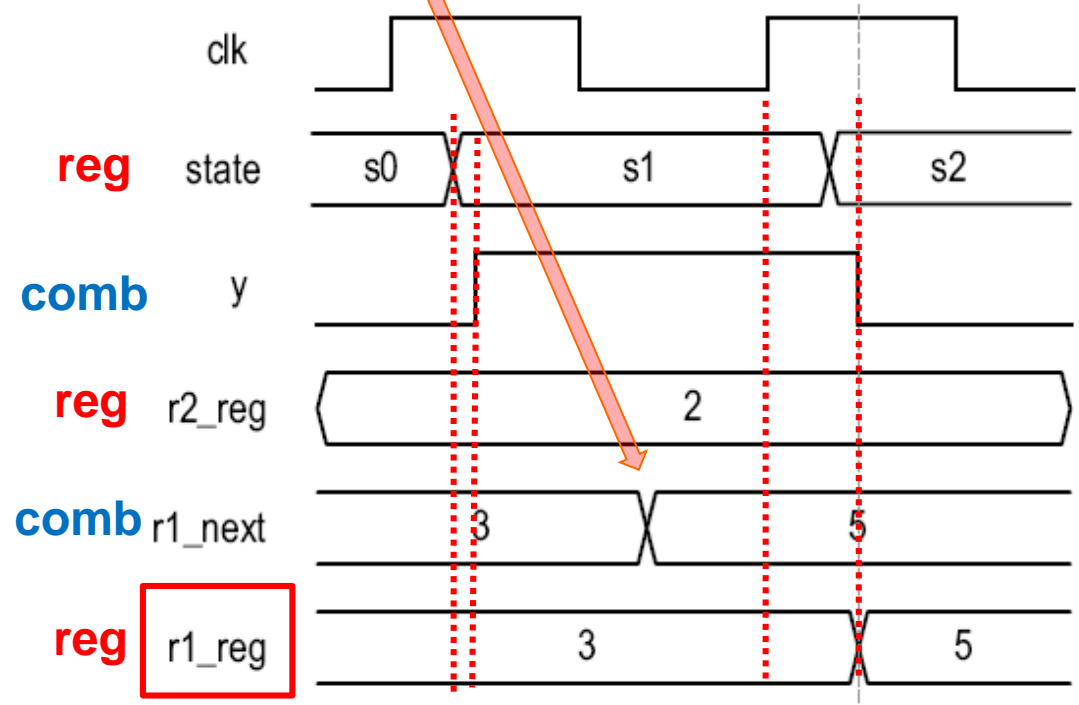 clk
reg state s0 s1 s2
comb y
reg r2_reg 2
comb r1_next 3 5
reg r1_reg 3 5